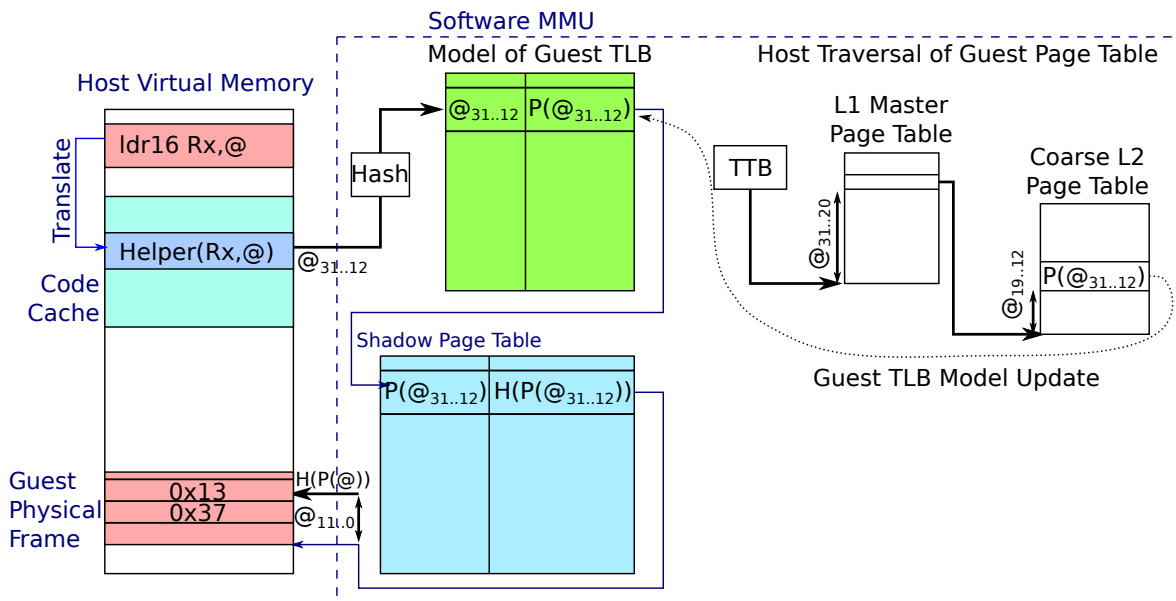 Software MMU
Model of Guest TLB
Host Traversal of Guest Page Table
Host Virtual Memory
ldr16 Rx,@
Translate
Helper(Rx,@)
@31..12
Code
Cache
Hash
@31..12
P(@31..12)
TTB
L1 Master
Page Table
@31..20
Coarse L2
Page Table
@19..12
P(@31..12)
Guest TLB Model Update
Shadow Page Table
P(@31..12)
H(P(@31..12))
Guest
Physical
Frame
0x13
0x37
H(P(@))
@11..0